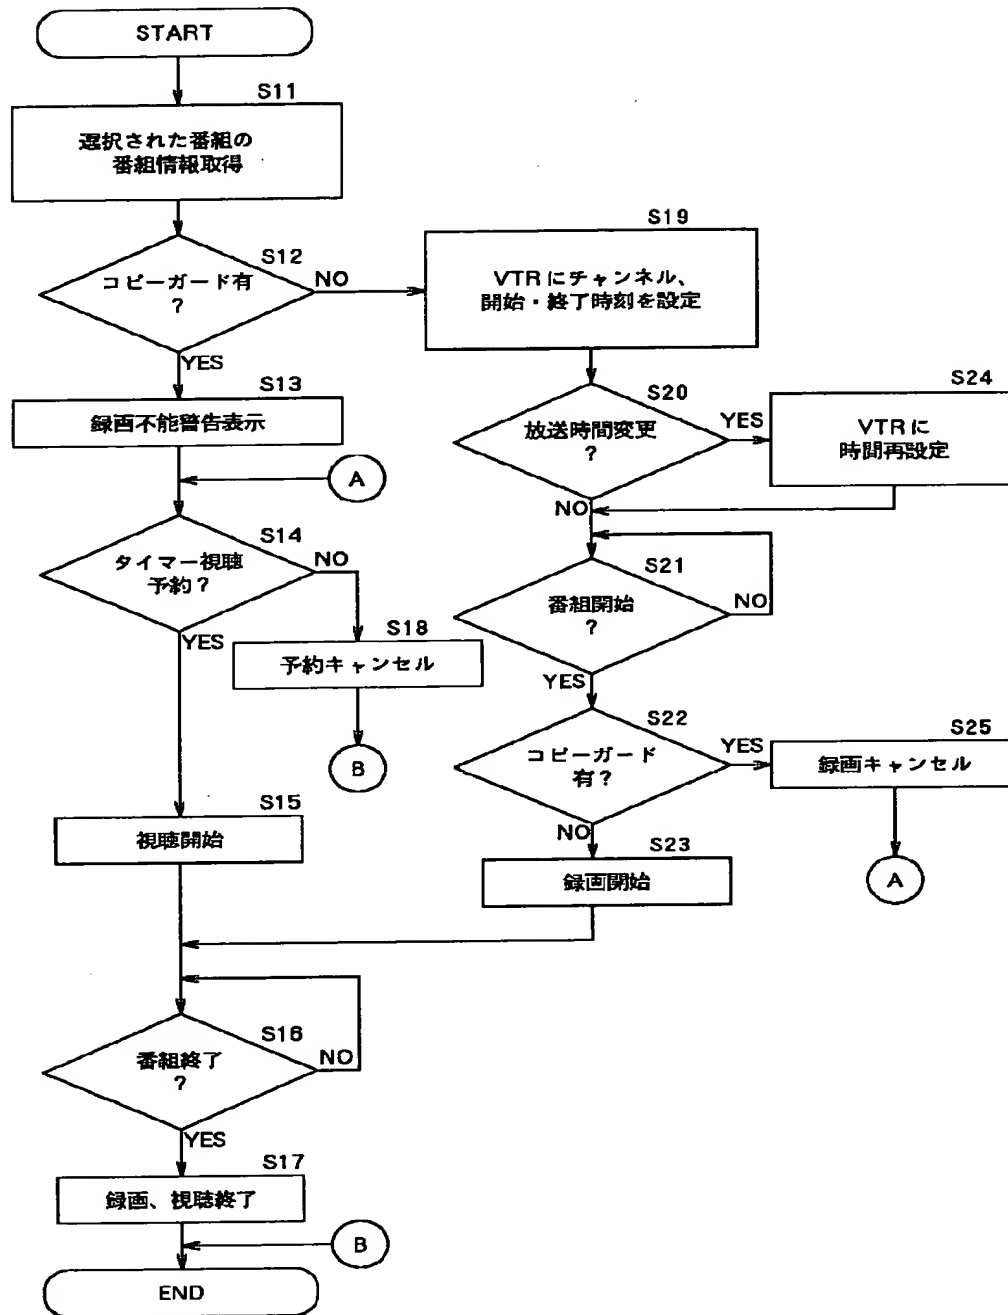 START
S11
選択された番組の
番組情報取得
S12
コピーガード有
?
NO
YES
S13
録画不能警告表示
A
S14
タイマー視聴
予約?
NO
YES
S18
予約キャンセル
B
S15
視聴開始
S16
番組終了
?
NO
YES
S17
録画、視聴終了
B
END
S19
VTRにチャンネル、
開始・終了時刻を設定
S20
放送時間変更
?
YES
NO
S24
VTRに
時間再設定
S21
番組開始
?
NO
YES
S22
コピーガード
有?
YES
NO
S25
録画キャンセル
A
S23
録画開始